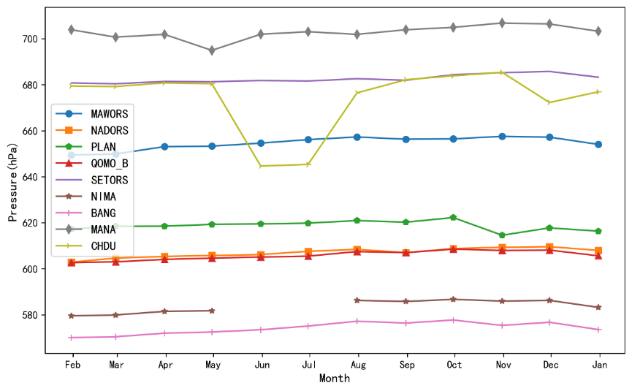 700
680
660
640
620
600
580
Pressure(hPa)
MAWORS
NADORS
PLAN
QOMO_B
SETORS
NIMA
BANG
MANA
CHDU
Feb Mar Apr May Jun Jul Aug Sep Oct Nov Dec Jan
Month